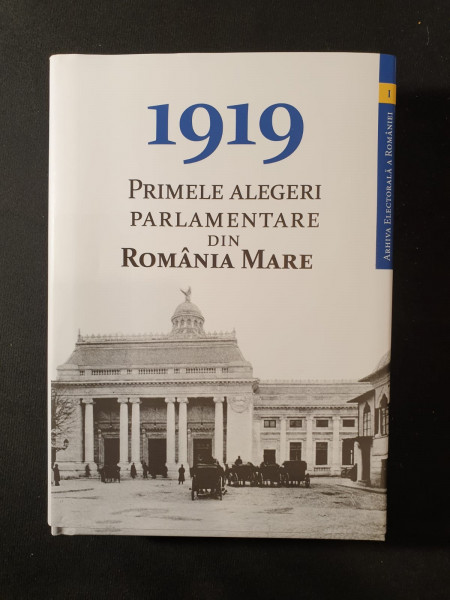 1919
PRIMELE ALEGERI
PARLAMENTARE
DIN
ROMÂNIA MARE
1
ARHIVA ELECTORALĂ A ROMÂNIEI